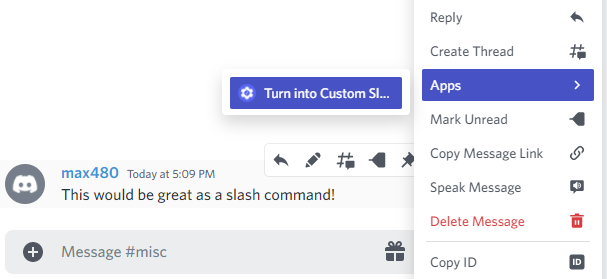 Reply
Create Thread
Apps
Turn into Custom Sl...
Mark Unread
Copy Message Link
Speak Message
Delete Message
Copy ID
ID
max480 Today at 5:09 PM
This would be great as a slash command!
Message #misc